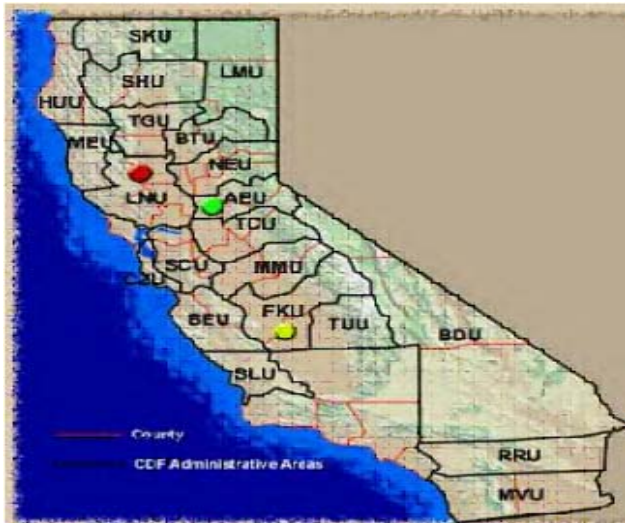 SKU
LMU
SHU
HUU
TGU
BTU
MEU
NEU
LNU
AEU
TCU
SCU
MMU
CZU
BEU
FKU
TUU
BDU
SLU
County
CDF Administrative Areas
RRU
MVU